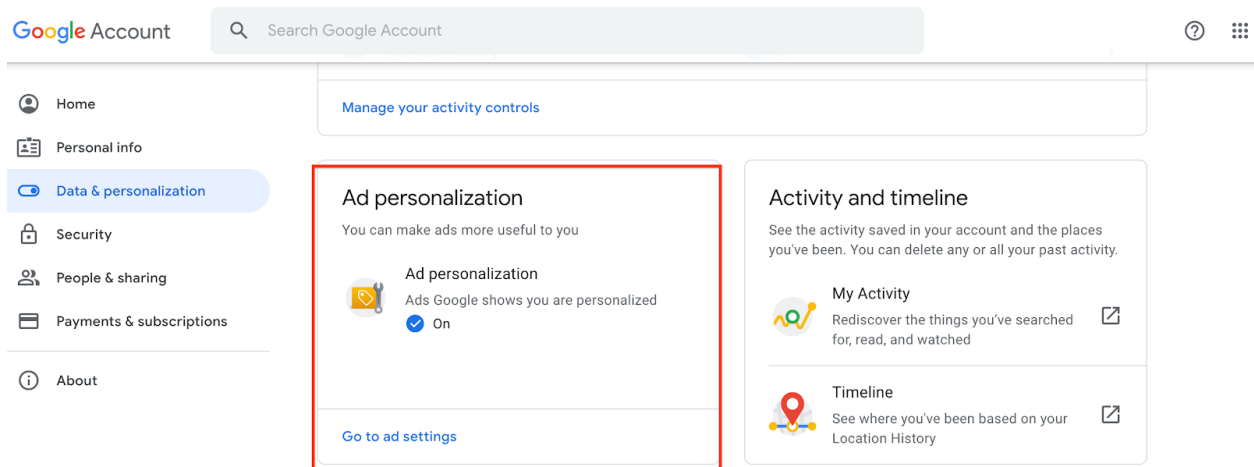 Google Account
Search Google Account
Home
Personal info
Data & personalization
Security
People & sharing
Payments & subscriptions
About
Manage your activity controls
Ad personalization
You can make ads more useful to you
Ad personalization
Ads Google shows you are personalized
On
Go to ad settings
Activity and timeline
See the activity saved in your account and the places
you've been. You can delete any or all your past activity.
My Activity
Rediscover the things you've searched
for, read, and watched
Timeline
See where you've been based on your
Location History